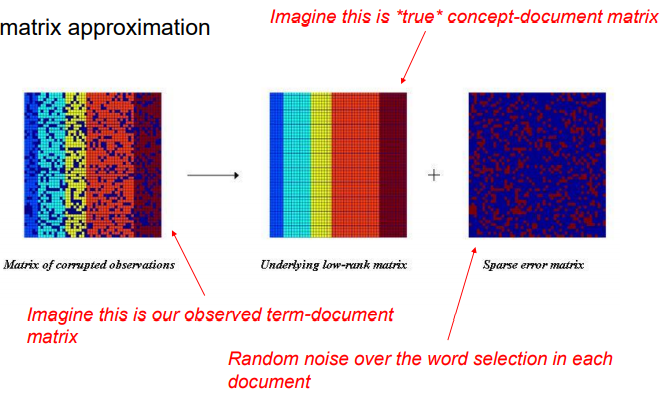 matrix approximation
Imagine this is *true* concept-document matrix
+
Matrix of corrupted observations
Underlying low-rank matrix
Sparse error matrix
Imagine this is our observed term-document
matrix
Random noise over the word selection in each
document